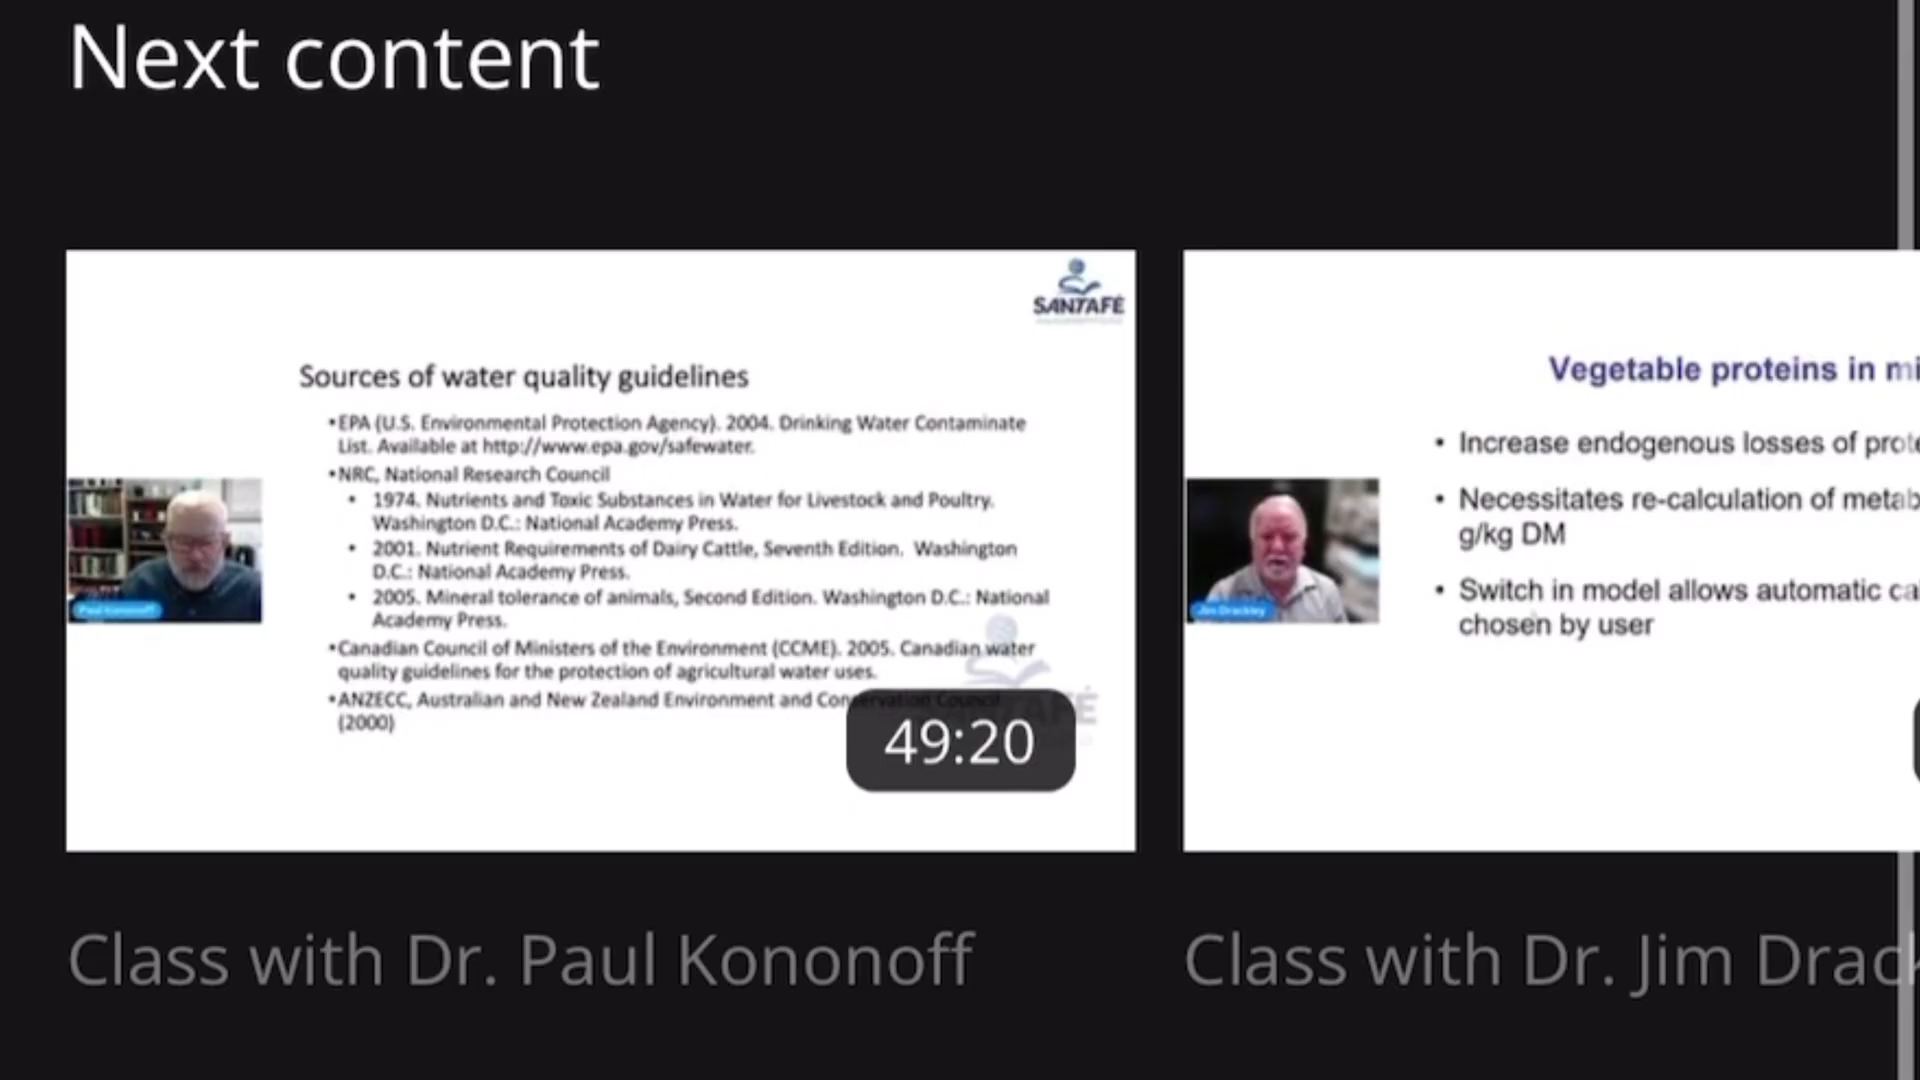 Next content
SANTAFÉ
Sources of water quality guidelines
•EPA (U.S. Environmental Protection Agency). 2004. Drinking Water Contaminate
List. Available at http://www.epa.gov/safewater.
•NRC, National Research Council
• 1974. Nutrients and Toxic Substances in Water for Livestock and Poultry.
Washington D.C.: National Academy Press.
• 2001. Nutrient Requirements of Dairy Cattle, Seventh Edition. Washington
D.C.: National Academy Press.
• 2005. Mineral tolerance of animals, Second Edition. Washington D.C.: National
Academy Press.
•Canadian Council of Ministers of the Environment (CCME). 2005. Canadian water
quality guidelines for the protection of agricultural water uses.
•ANZECC, Australian and New Zealand Environment and Conservation Council
(2000)
Paul Kononoff
49:20
Class with Dr. Paul Kononoff
Vegetable proteins in mi
• Increase endogenous losses of prote
• Necessitates re-calculation of metab
g/kg DM
• Switch in model allows automatic ca
chosen by user
Jim Drackley
Class with Dr. Jim Drack